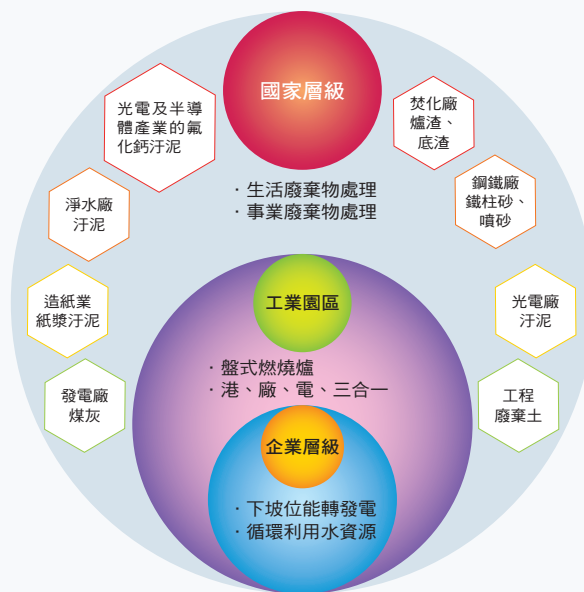 國家層級
· 生活廢棄物處理
· 事業廢棄物處理
光電及半導
體產業的氟
化鈣汙泥
淨水廠
汙泥
造紙業
紙漿汙泥
發電廠
煤灰
焚化廠
爐渣、
底渣
鋼鐵廠
鐵柱砂、
噴砂
光電廠
汙泥
工程
廢棄土
工業園區
· 盤式燃燒爐
· 港、廠、電、三合一
企業層級
· 下坡位能轉發電
· 循環利用水資源